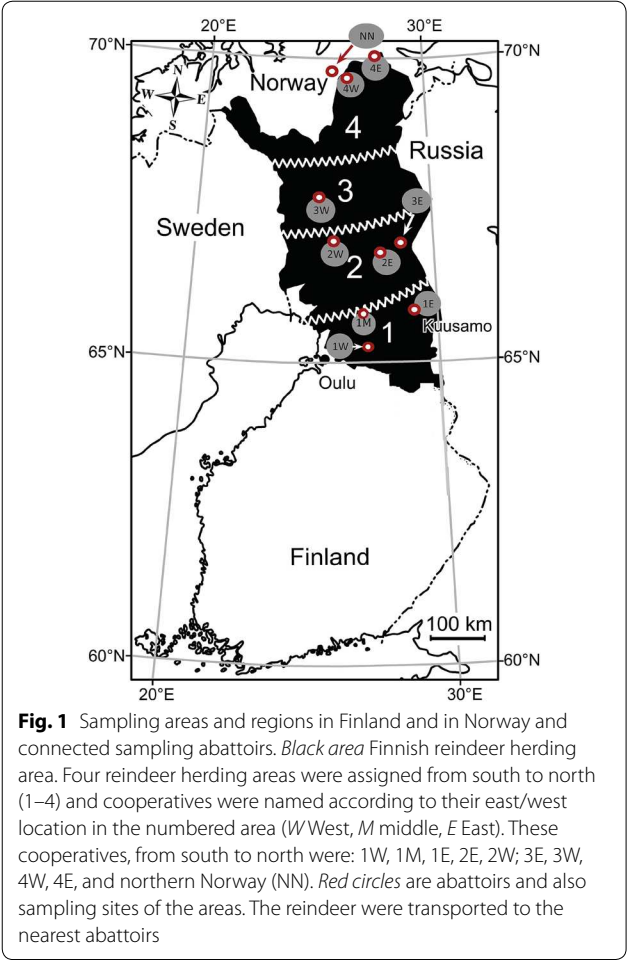 20°E 30°E
NN
70°N 70°N
N
Norway 4E
W E 4W
S
4
Russia
3
3E
3W
Sweden
2W 2E
2
1E
1M
1 Kuusamo
1W
65°N 65°N
Oulu
Finland
100 km
60°N 60°N
20°E 30°E
Fig. 1 Sampling areas and regions in Finland and in Norway and
connected sampling abattoirs. Black area Finnish reindeer herding
area. Four reindeer herding areas were assigned from south to north
(1–4) and cooperatives were named according to their east/west
location in the numbered area (W West, M middle, E East). These
cooperatives, from south to north were: 1W, 1M, 1E, 2E, 2W; 3E, 3W,
4W, 4E, and northern Norway (NN). Red circles are abattoirs and also
sampling sites of the areas. The reindeer were transported to the
nearest abattoirs